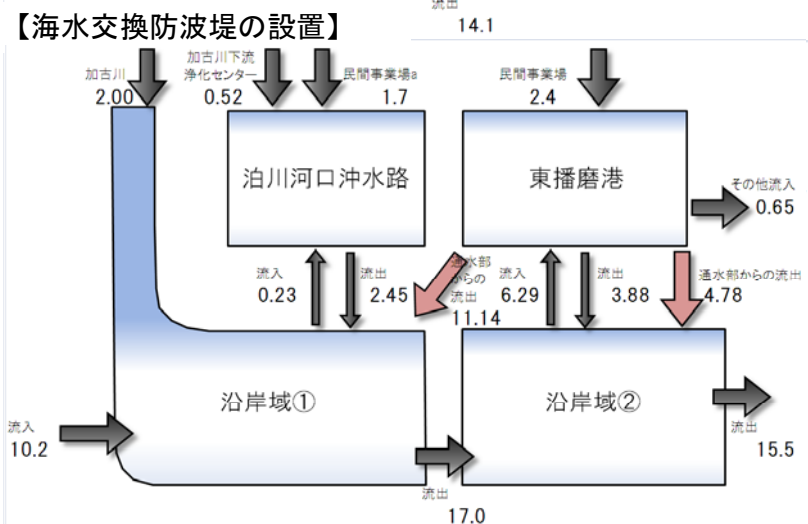 流出
14.1
【海水交換防波堤の設置】
加古川
2.00
加古川下流
浄化センター
0.52
民間事業場a
1.7
民間事業場
2.4
泊川河口沖水路
東播磨港
その他流入
0.65
流入
0.23
流出
2.45
通水部
からの
流出
11.14
流入
6.29
流出
3.88
通水部からの流出
4.78
沿岸域①
沿岸域②
流入
10.2
流出
17.0
流出
15.5